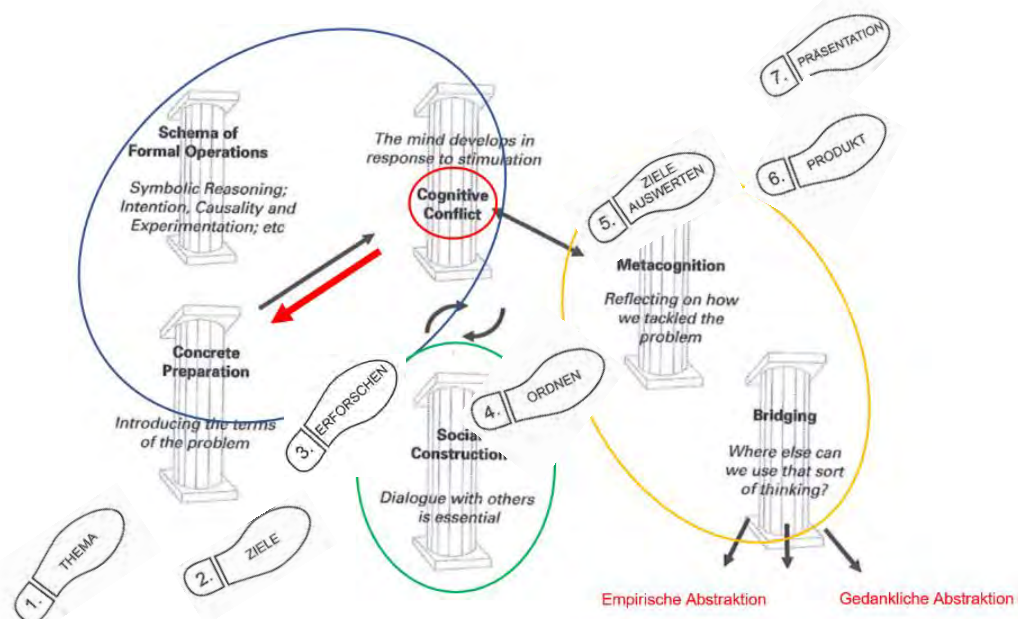 7. PRÄSENTATION
Schema of
Formal Operations
Symbolic Reasoning;
Intention, Causality and
Experimentation; etc
The mind develops in
response to stimulation
Cognitive
Conflict
6. PRODUKT
5. ZIELE
AUSWERTEN
Metacognition
Reflecting on how
we tackled the
problem
Concrete
Preparation
Introducing the terms
of the problem
3. ERFORSCHEN
4. ORDNEN
Social
Construction
Dialogue with others
is essential
Bridging
Where else can
we use that sort
of thinking?
1. THEMA
2. ZIELE
Empirische Abstraktion
Gedankliche Abstraktion